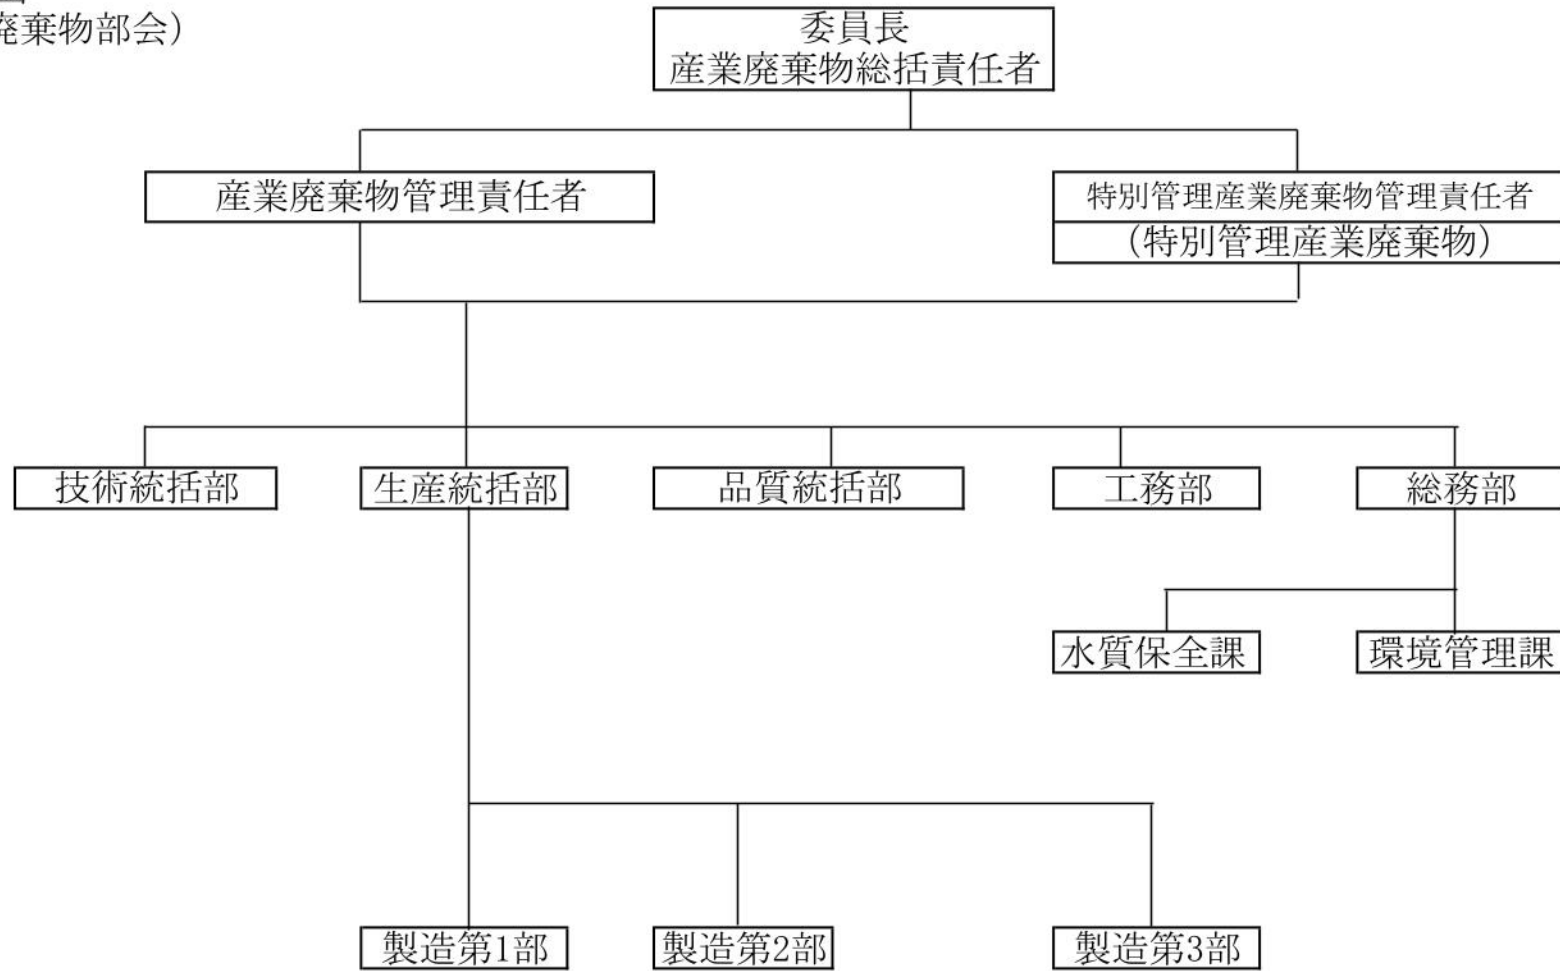 廃棄物部会）
委員長
産業廃棄物総括責任者
産業廃棄物管理責任者
特別管理産業廃棄物管理責任者
（特別管理産業廃棄物）
技術統括部
生産統括部
品質統括部
工務部
総務部
水質保全課
環境管理課
製造第1部
製造第2部
製造第3部